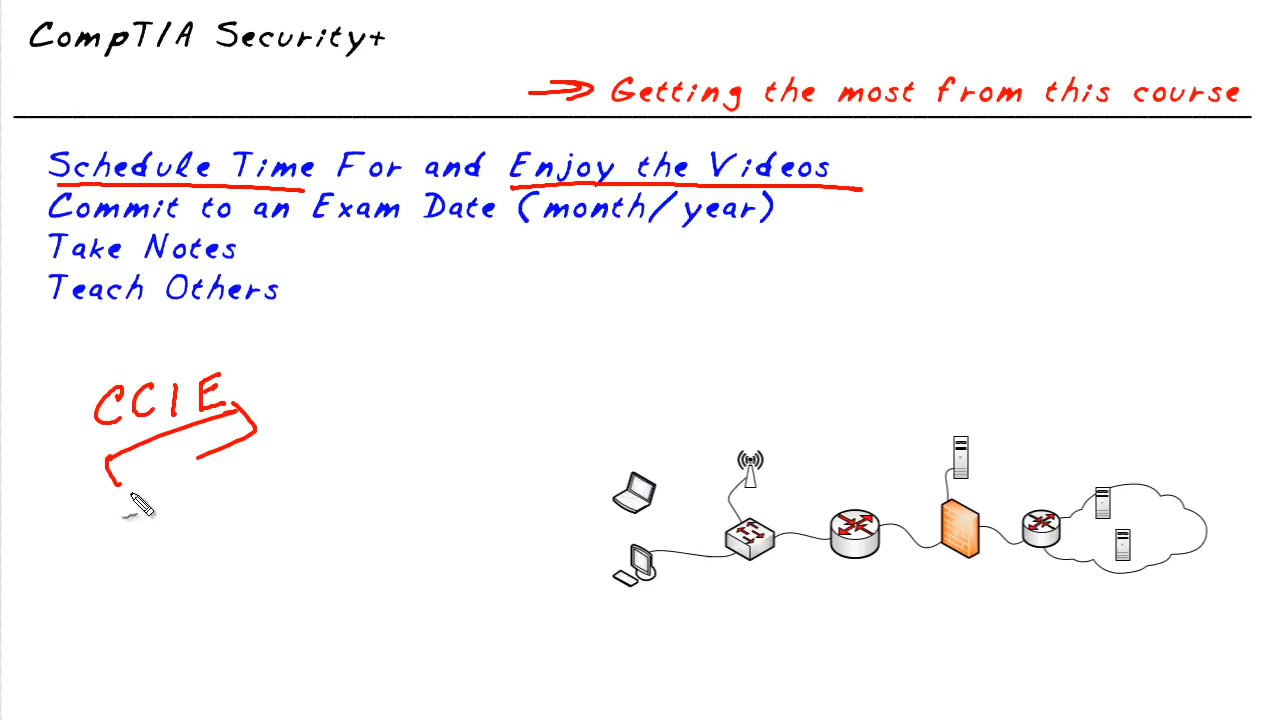 CompTIA Security+
Getting the most from this course
Schedule Time For and Enjoy the Videos
Commit to an Exam Date (month/year)
Take Notes
Teach Others
CCIE